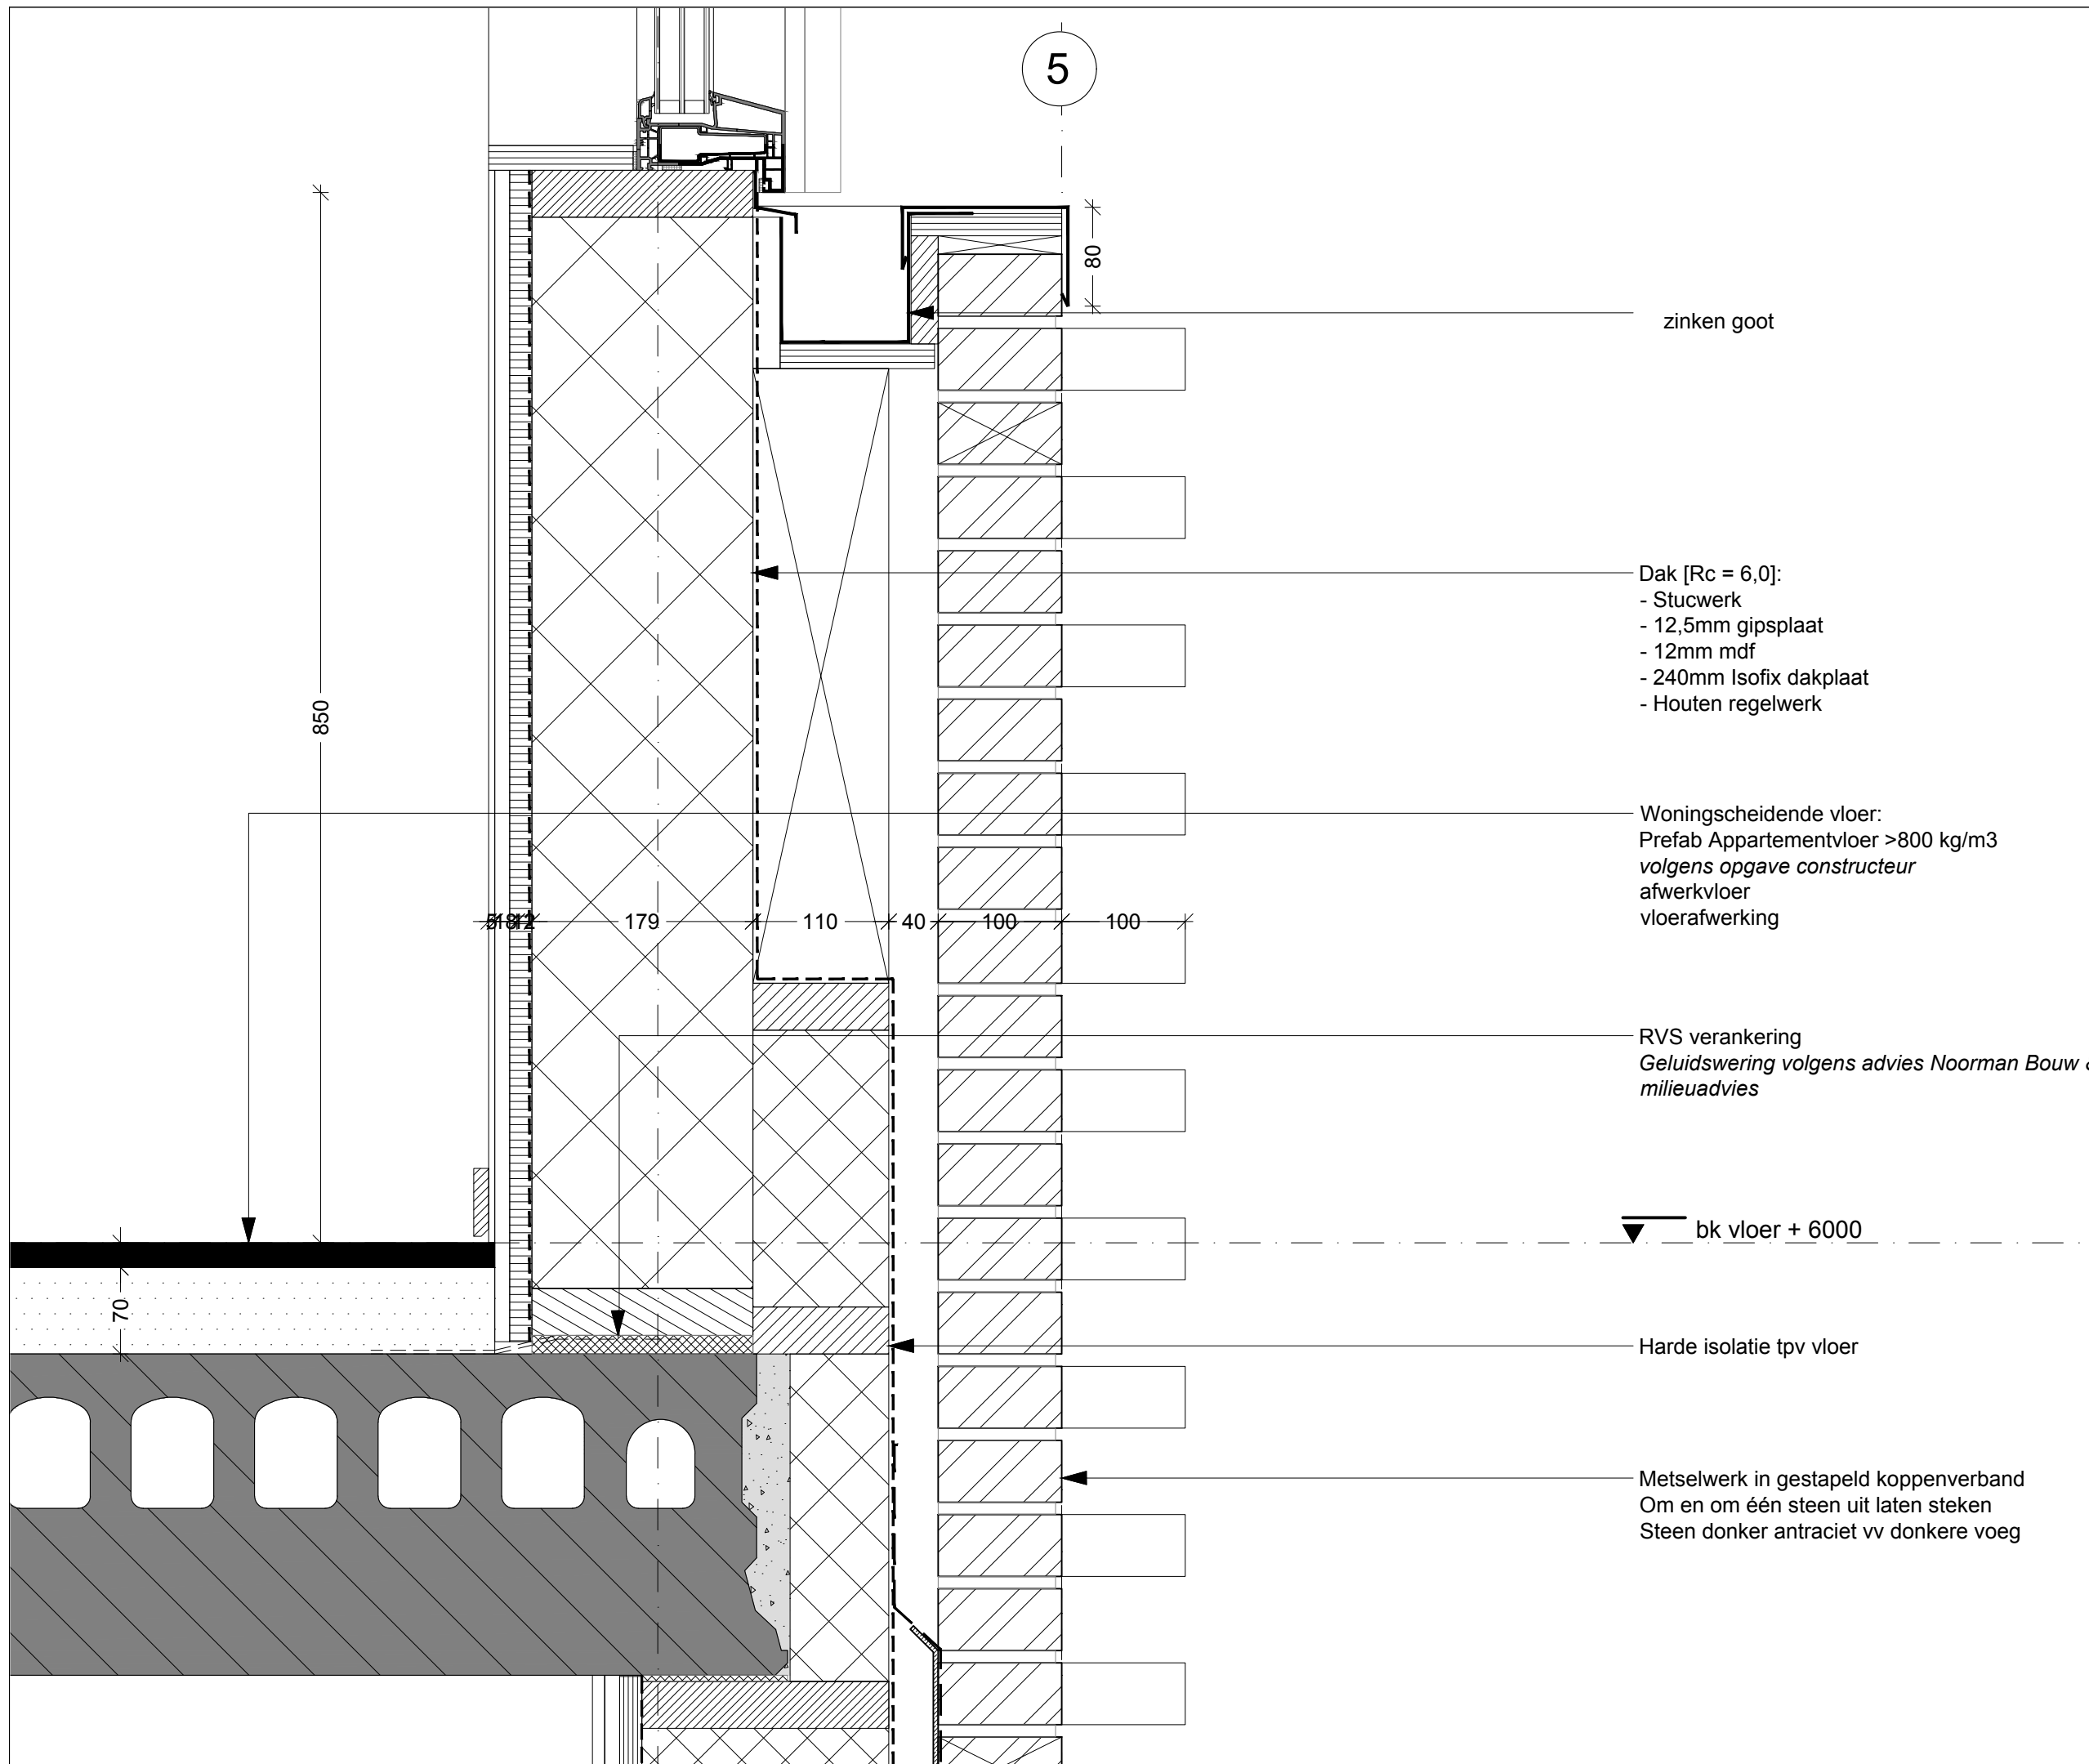 5
80
zinken goot
Dak [Rc = 6,0]:
- Stucwerk
- 12,5mm gipsplaat
- 12mm mdf
- 240mm Isofix dakplaat
- Houten regelwerk
850
Woningscheidende vloer:
Prefab Appartementvloer >800 kg/m3
volgens opgave constructeur
afwerkvloer
vloerafwerking
179 110 40 100 100
RVS verankering
Geluidswering volgens advies Noorman Bouw
milieuadvies
bk vloer + 6000
70
Harde isolatie tpv vloer
Metselwerk in gestapeld koppenverband
Om en om één steen uit laten steken
Steen donker antraciet vv donkere voeg